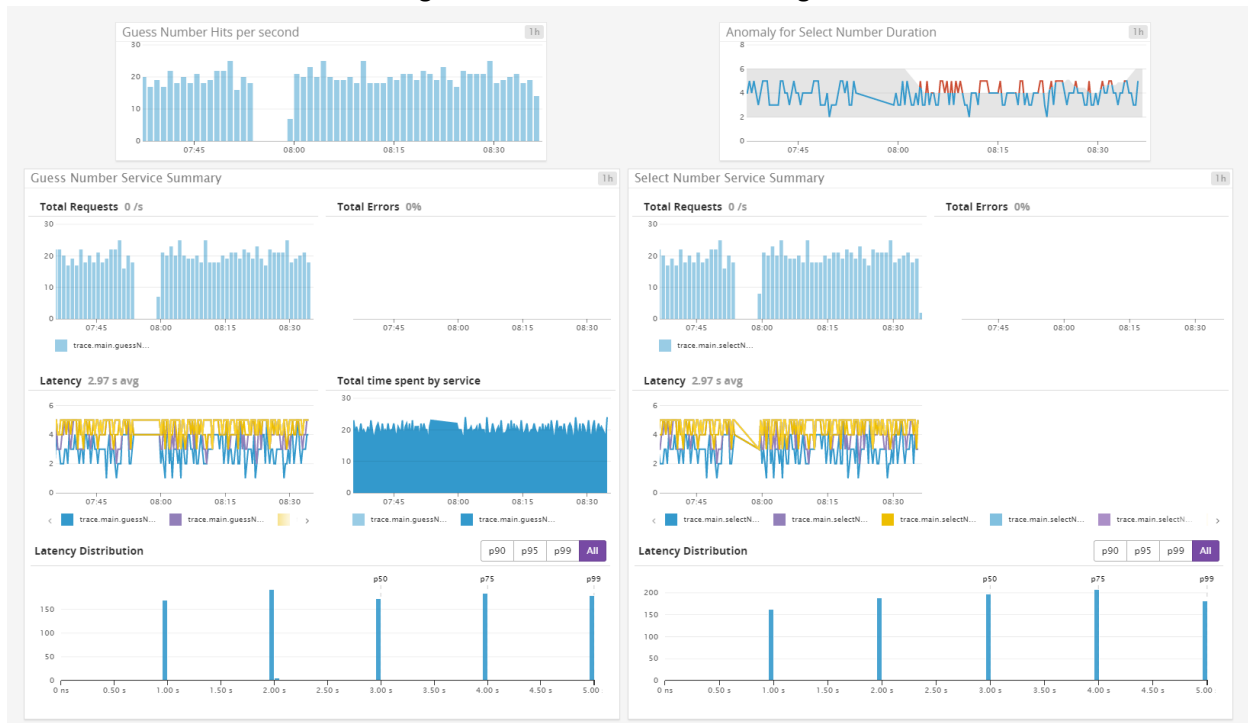 Guess Number Hits per second 1h
30
20
10
0
07:45 08:00 08:15 08:30
Anomaly for Select Number Duration 1h
8
6
4
2
0
07:45 08:00 08:15 08:30
Guess Number Service Summary 1h
Total Requests 0 /s
30
20
10
0
07:45 08:00 08:15 08:30
trace.main.guessN...
Total Errors 0%
07:45 08:00 08:15 08:30
Latency 2.97 s avg
6
4
2
0
07:45 08:00 08:15 08:30
‹ trace.main.guessN... trace.main.guessN... ›
Total time spent by service
30
20
10
0
07:45 08:00 08:15 08:30
trace.main.guessN... trace.main.guessN...
Latency Distribution p90 p95 p99 All
p50 p75 p99
150
100
50
0
0 ns 0.50 s 1.00 s 1.50 s 2.00 s 2.50 s 3.00 s 3.50 s 4.00 s 4.50 s 5.00
Select Number Service Summary 1h
Total Requests 0 /s
30
20
10
0
07:45 08:00 08:15 08:30
trace.main.selectN...
Total Errors 0%
07:45 08:00 08:15 08:30
Latency 2.97 s avg
6
4
2
0
07:45 08:00 08:15 08:30
‹ trace.main.selectN... trace.main.selectN... trace.main.selectN... trace.main.selectN... trace.main.selectN... ›
Latency Distribution p90 p95 p99 All
p50 p75 p99
200
150
100
50
0
0 ns 0.50 s 1.00 s 1.50 s 2.00 s 2.50 s 3.00 s 3.50 s 4.00 s 4.50 s 5.00